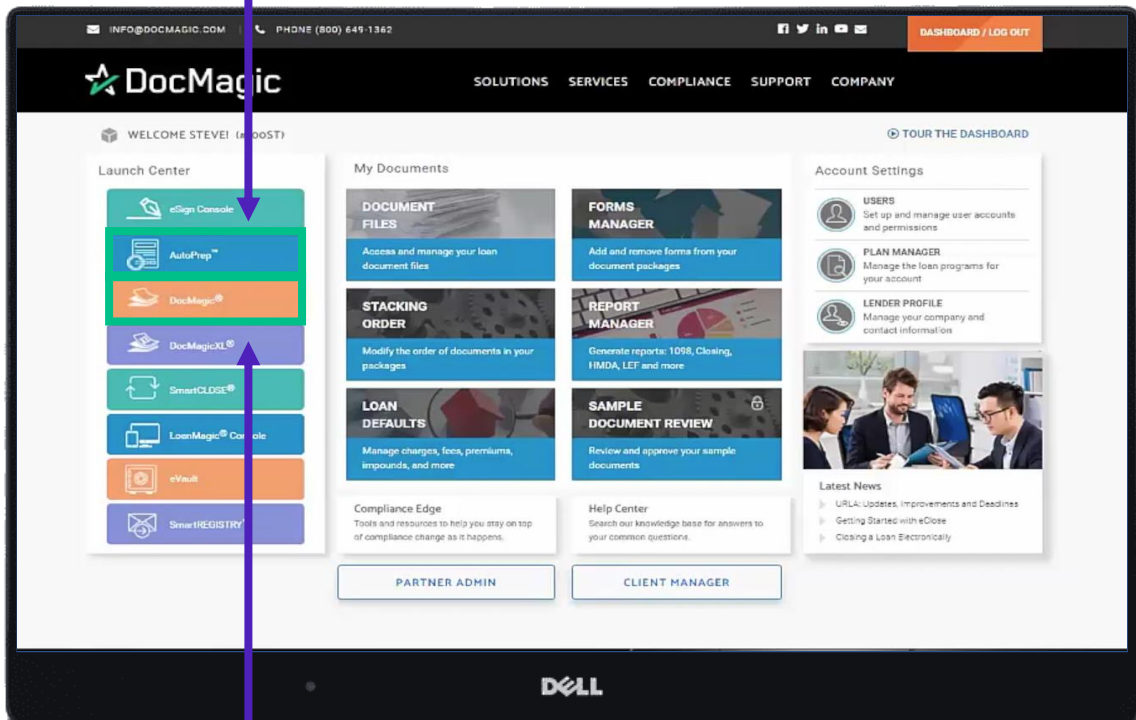 INFO@DOCMAGIC.COM
PHONE (800) 649-1362
DASHBOARD / LOG OUT
DocMagic
SOLUTIONS SERVICES COMPLIANCE SUPPORT COMPANY
WELCOME STEVE!
TOUR THE DASHBOARD
Launch Center
eSign Console
AutoPrep™
DocMagic®
DocMagicXL®
SmartCLOSE®
LoanMagic® Console
eVault
SmartREGISTRY
My Documents
DOCUMENT
FILES
Access and manage your loan
document files
FORMS
MANAGER
Add and remove forms from your
document packages
STACKING
ORDER
Modify the order of documents in your
packages
REPORT
MANAGER
Generate reports: 1098, Closing,
HMDA, LEF and more
LOAN
DEFAULTS
Manage charges, fees, premiums,
impounds, and more
SAMPLE
DOCUMENT REVIEW
Review and approve your sample
documents
Compliance Edge
Tools and resources to help you stay on top
of compliance change as it happens.
Help Center
Search our knowledge base for answers to
your common questions.
PARTNER ADMIN
CLIENT MANAGER
Account Settings
USERS
Set up and manage user accounts
and permissions
PLAN MANAGER
Manage the loan programs for
your account
LENDER PROFILE
Manage your company and
contact information
Latest News
URLA: Updates, Improvements and Deadlines
Getting Started with eClose
Closing a Loan Electronically
DELL